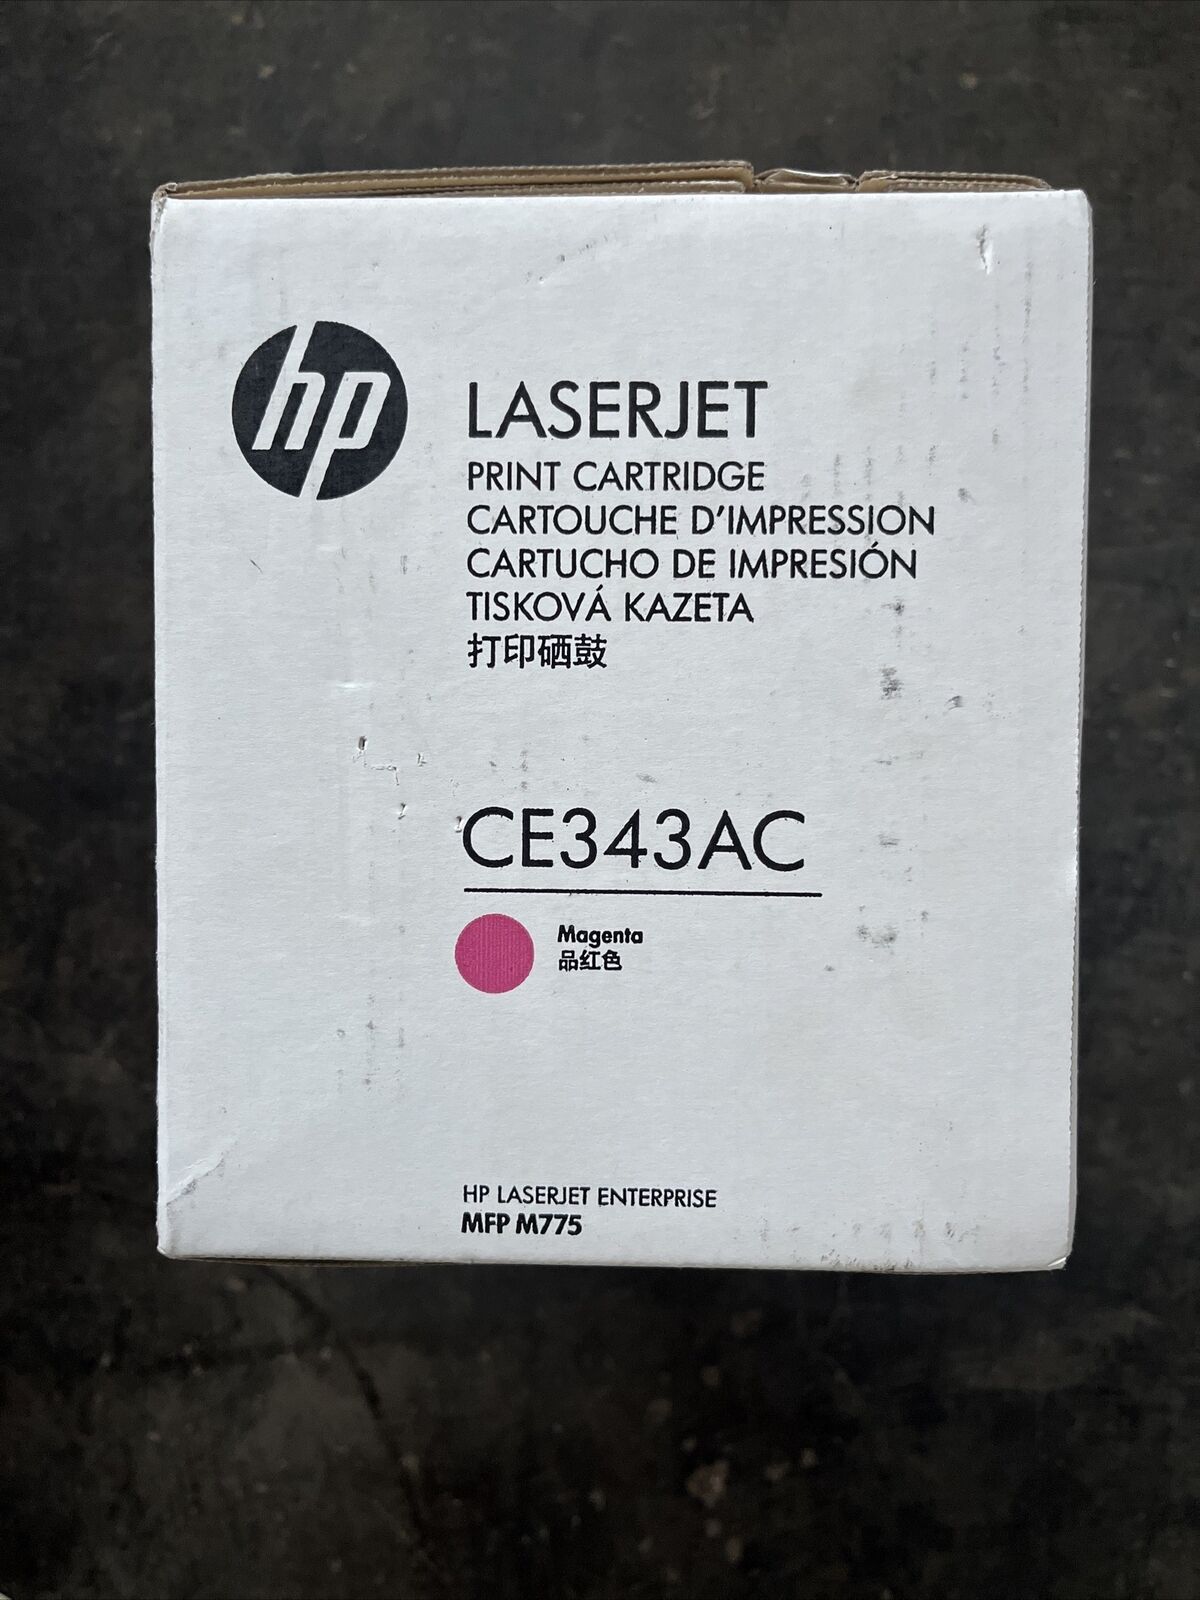 hp
LASERJET
PRINT CARTRIDGE
CARTOUCHE D'IMPRESSION
CARTUCHO DE IMPRESIÓN
TISKOVÁ KAZETA
打印硒鼓
CE343AC
Magenta
品红色
HP LASERJET ENTERPRISE
MFP M775